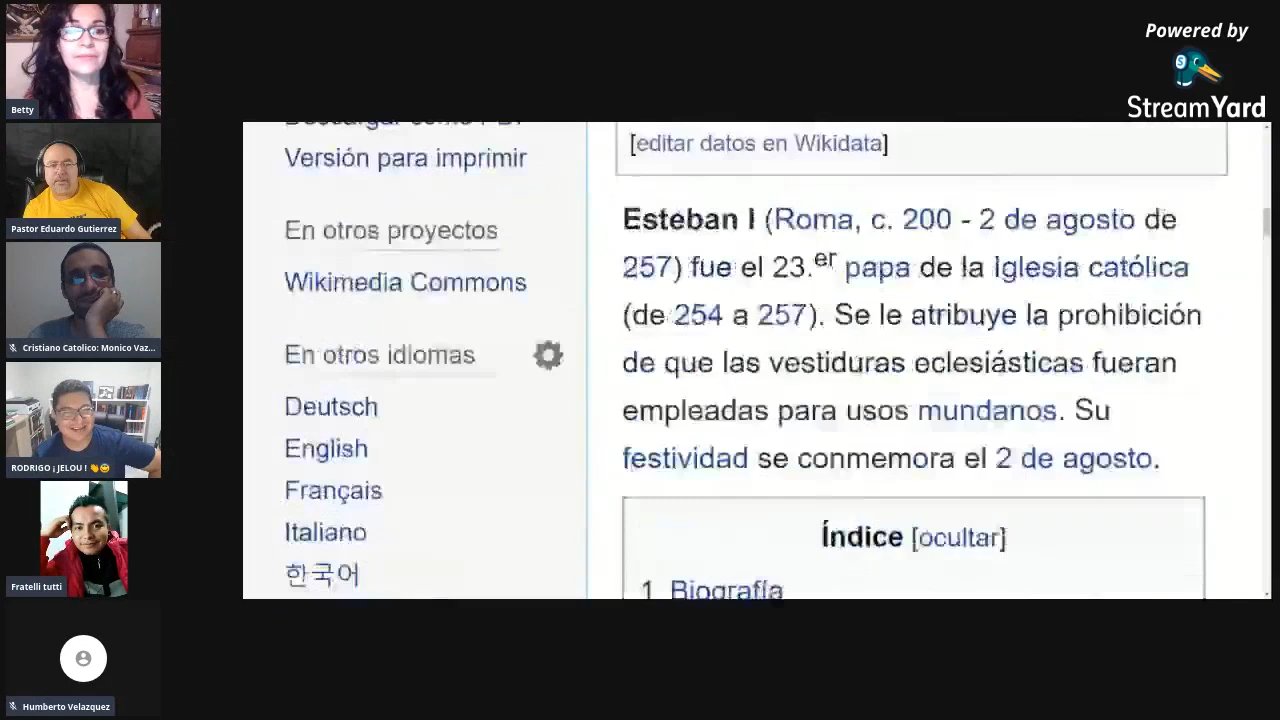 Powered by
StreamYard
Betty
Pastor Eduardo Gutierrez
Cristiano Catolico: Monico Vaz...
RODRIGO ¡ JELOU ! 👋😊
Fratelli tutti
Humberto Velazquez
Descargar como PDF
Versión para imprimir
En otros proyectos
Wikimedia Commons
En otros idiomas
Deutsch
English
Français
Italiano
한국어
[editar datos en Wikidata]
Esteban I (Roma, c. 200 - 2 de agosto de
257) fue el 23.er papa de la Iglesia católica
(de 254 a 257). Se le atribuye la prohibición
de que las vestiduras eclesiásticas fueran
empleadas para usos mundanos. Su
festividad se conmemora el 2 de agosto.
Índice [ocultar]
1 Biografía